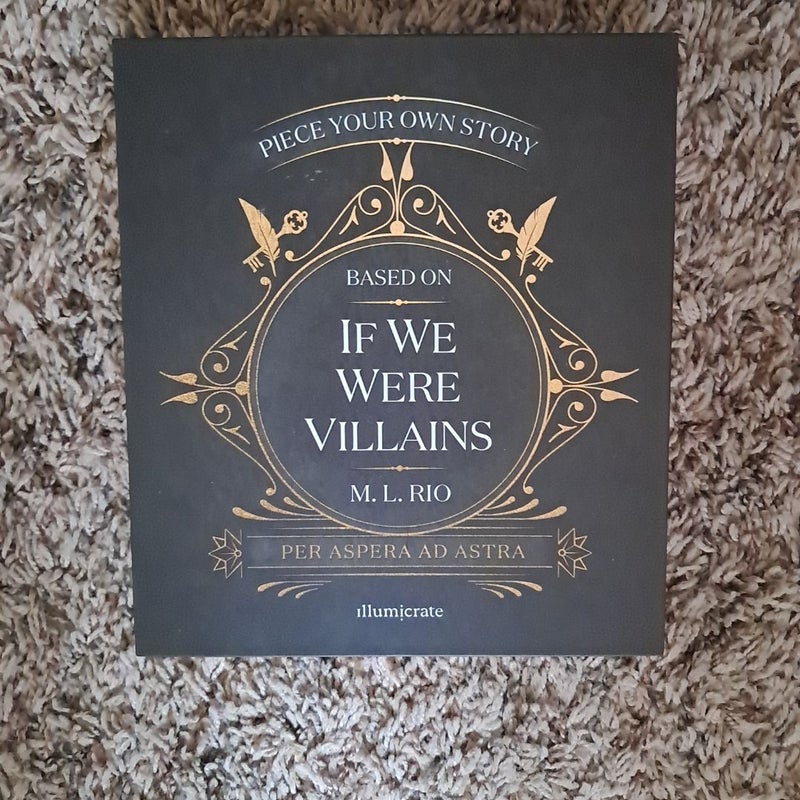 PIECE YOUR OWN STORY
BASED ON
IF WE
WERE
VILLAINS
M. L. RIO
PER ASPERA AD ASTRA
illumicrate